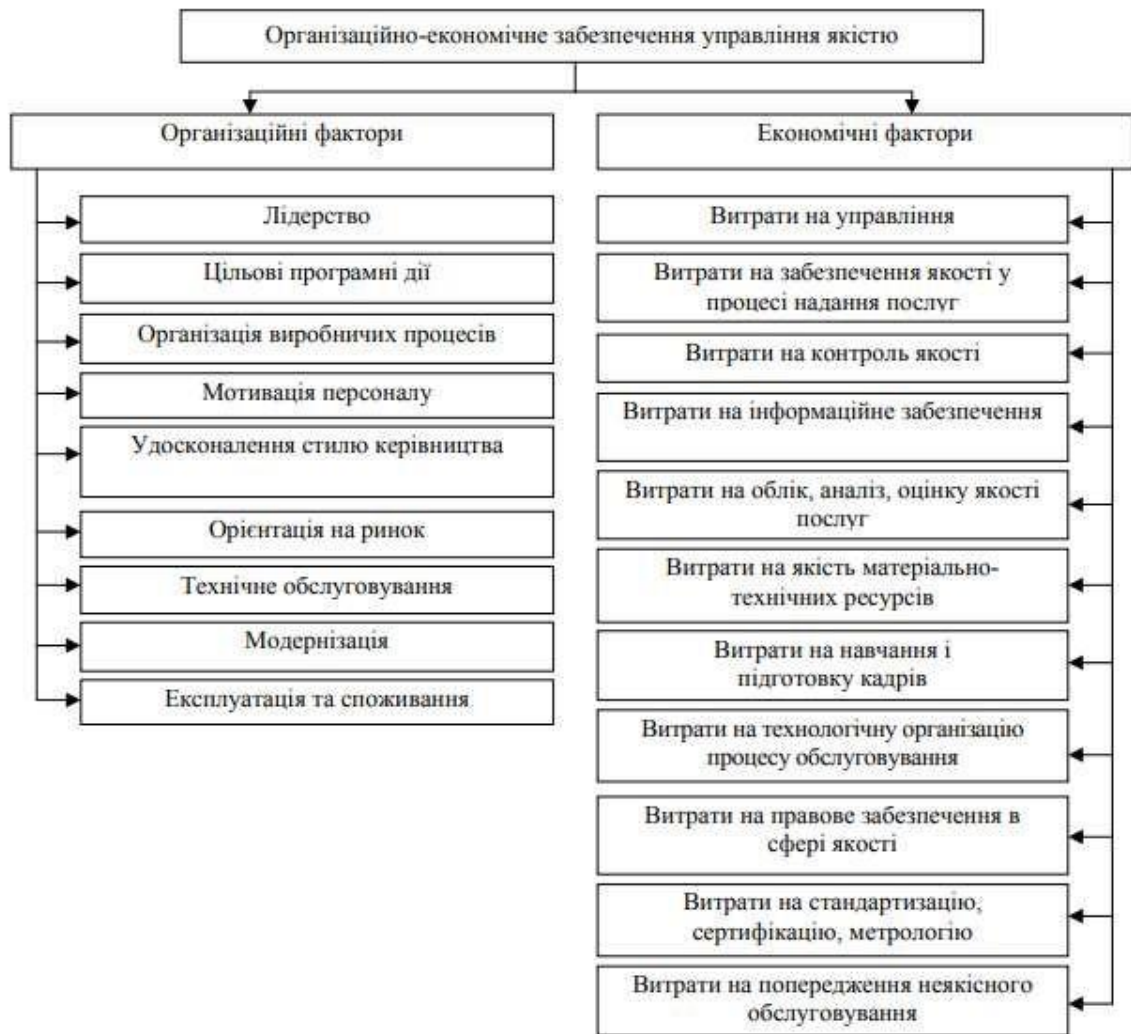 Організаційно-економічне забезпечення управління якістю
Організаційні фактори
Лідерство
Цільові програмні дії
Організація виробничих процесів
Мотивація персоналу
Удосконалення стилю керівництва
Орієнтація на ринок
Технічне обслуговування
Модернізація
Експлуатація та споживання
Економічні фактори
Витрати на управління
Витрати на забезпечення якості у
процесі надання послуг
Витрати на контроль якості
Витрати на інформаційне забезпечення
Витрати на облік, аналіз, оцінку якості
послуг
Витрати на якість матеріально-
технічних ресурсів
Витрати на навчання і
підготовку кадрів
Витрати на технологічну організацію
процесу обслуговування
Витрати на правове забезпечення в
сфері якості
Витрати на стандартизацію,
сертифікацію, метрологію
Витрати на попередження неякісного
обслуговування